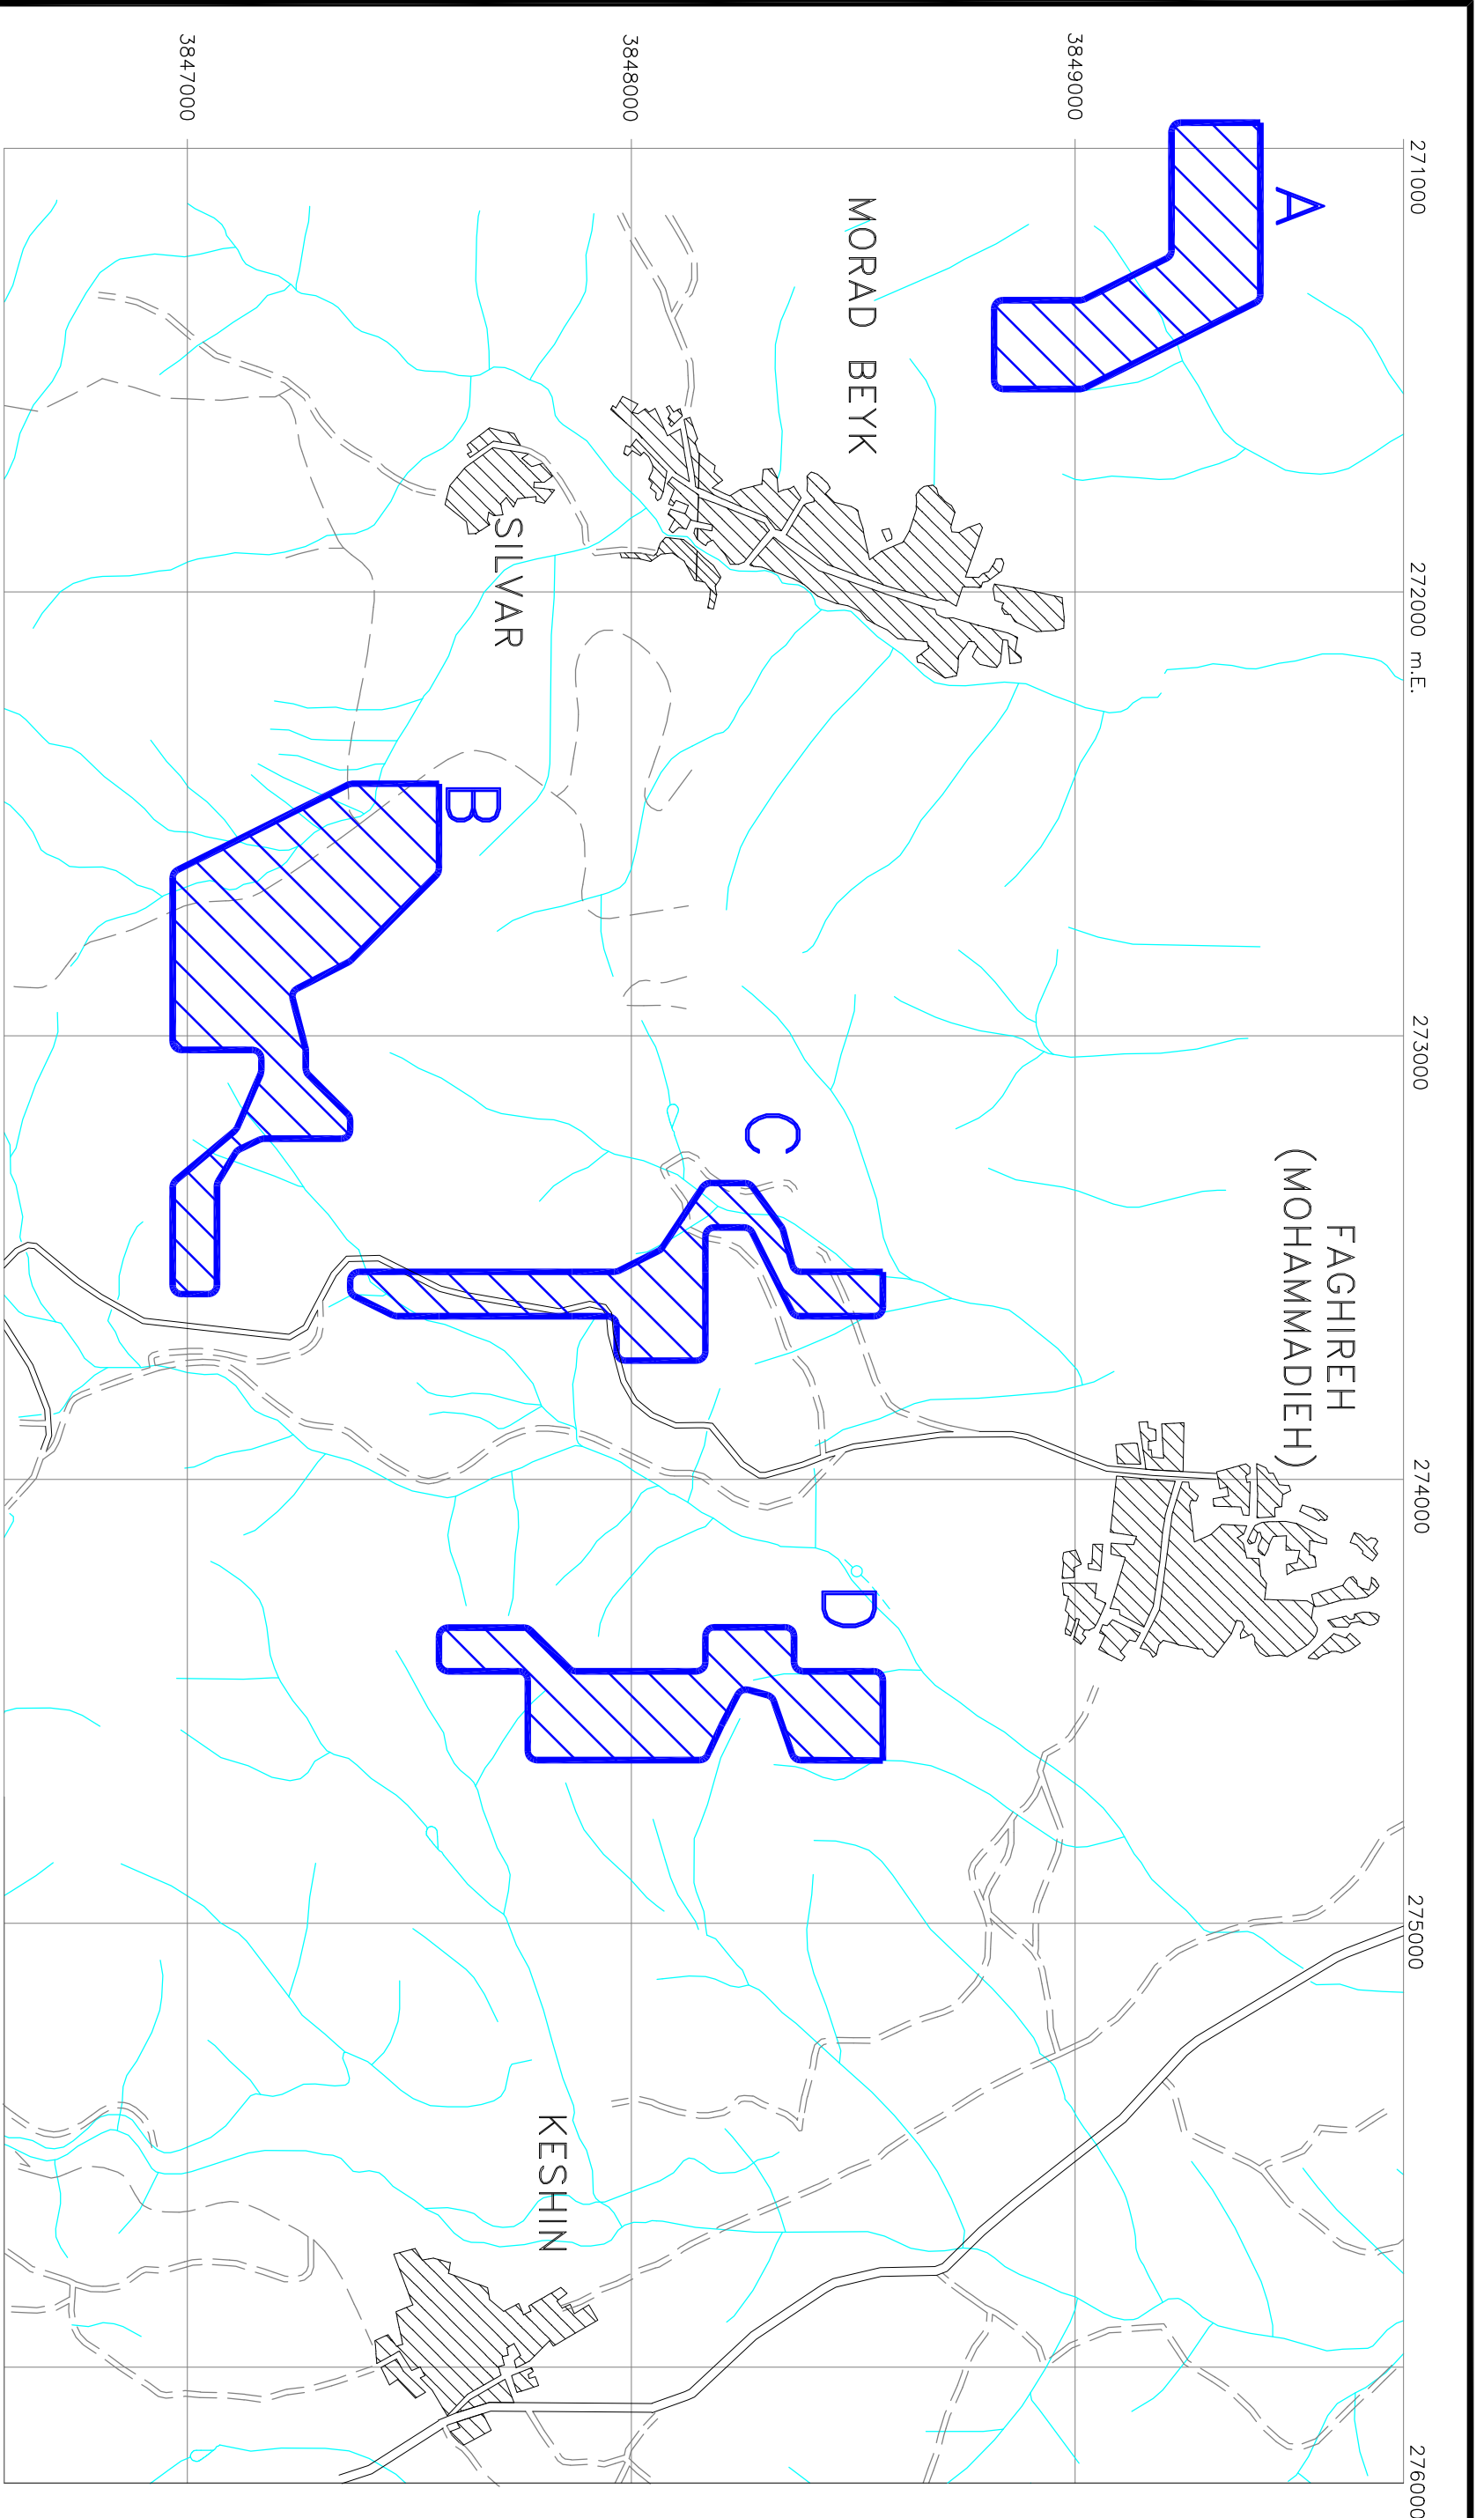 271000
272000 m.E.
273000
274000
275000
276000
3849000
3848000
3847000
A
FAGHIREH
(MOHAMMADIEH)
MORAD BEYK
D
C
KESHIN
SILVAR
B